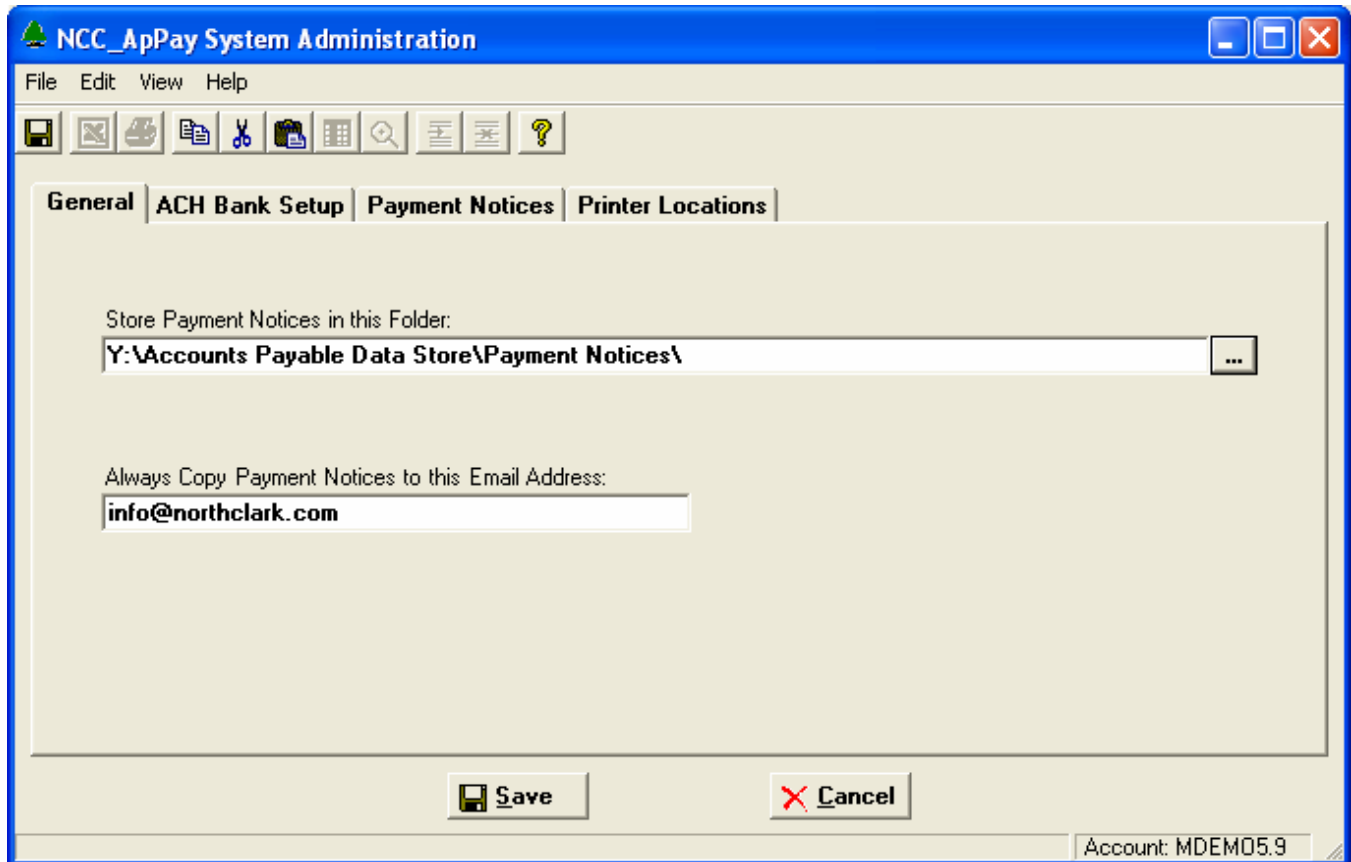 NCC_ApPay System Administration
File Edit View Help
General ACH Bank Setup Payment Notices Printer Locations
Store Payment Notices in this Folder:
Y:\Accounts Payable Data Store\Payment Notices\
...
Always Copy Payment Notices to this Email Address:
info@northclark.com
Save Cancel
Account: MDEMO5.9